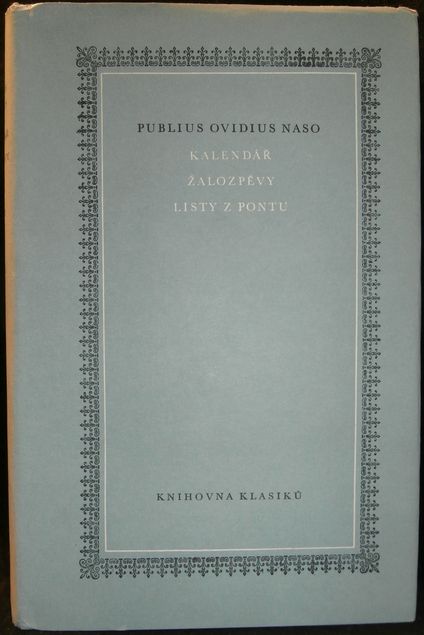 PUBLIUS OVIDIUS NASO
KALENDÁŘ
ŽALOZPĚVY
LISTY Z PONTU
KNIHOVNA KLASIKŮ